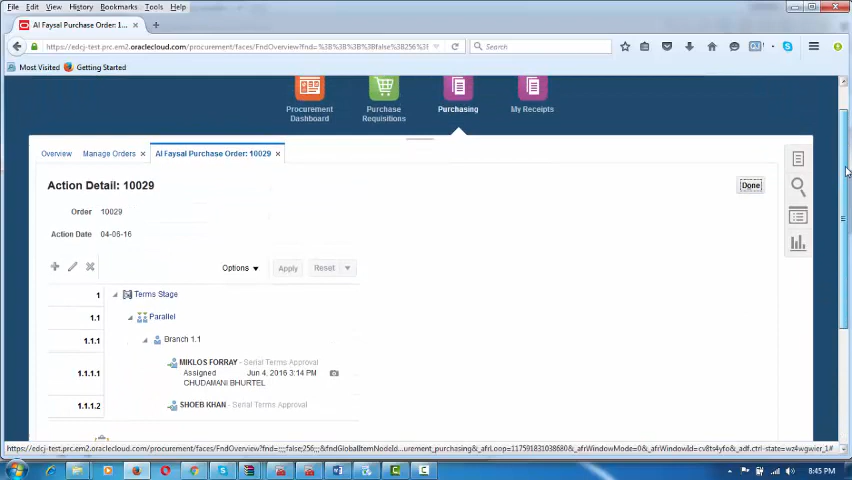 File Edit View History Bookmarks Tools Help
Al Faysal Purchase Order: 1...
https://edcj-test.prc.em2.oraclecloud.com/procurement/faces/FndOverview?fnd=%3B%3B%3B%3Bfalse%3B256%3B%3B
Search
Most Visited Getting Started
Procurement Dashboard
Purchase Requisitions
Purchasing
My Receipts
Overview Manage Orders Al Faysal Purchase Order: 10029
Action Detail: 10029
Done
Order 10029
Action Date 04-06-16
Options Apply Reset
1 Terms Stage
1.1 Parallel
1.1.1 Branch 1.1
MIKLOS FORRAY - Serial Terms Approval
1.1.1.1 Assigned Jun 4, 2016 3:14 PM
CHUDAMANI BHURTEL
1.1.1.2 SHOEB KHAN - Serial Terms Approval
8:45 PM